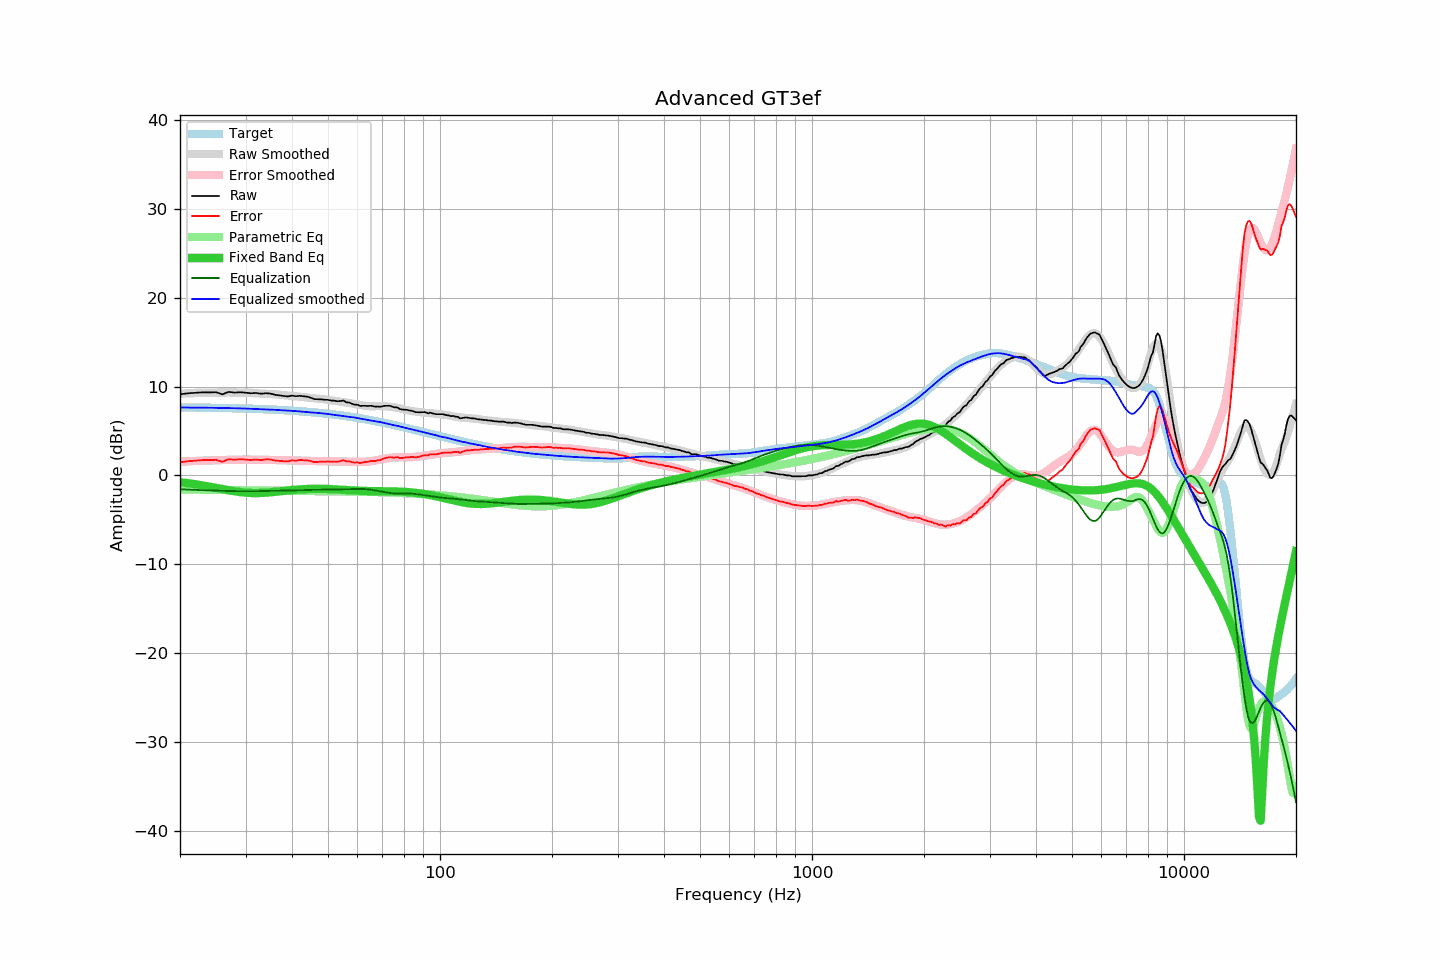 Advanced GT3ef
Amplitude (dBr)
40
30
20
10
0
−10
−20
−30
−40
Target
Raw Smoothed
Error Smoothed
Raw
Error
Parametric Eq
Fixed Band Eq
Equalization
Equalized smoothed
100
1000
10000
Frequency (Hz)